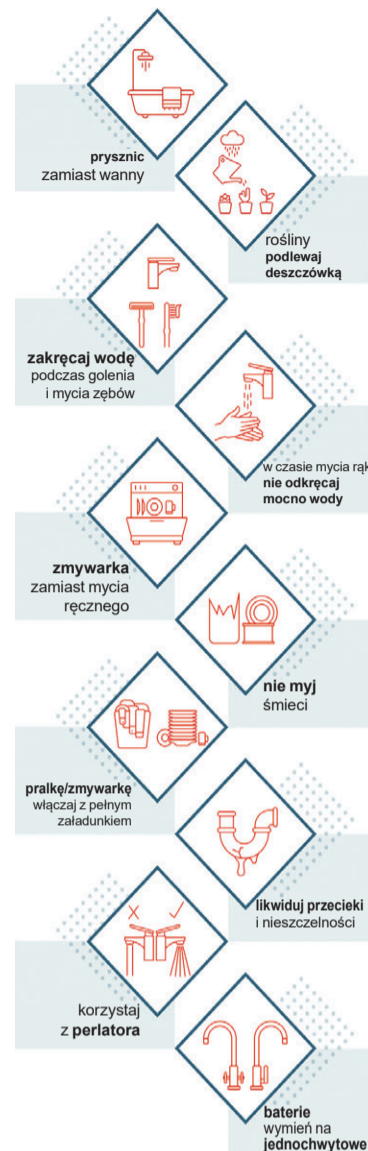 prysznic
zamiast wanny
rośliny
podlewaj
deszczówką
zakręcaj wodę
podczas golenia
i mycia zębów
w czasie mycia rąk
nie odkręcaj
mocno wody
zmywarka
zamiast mycia
ręcznego
nie myj
śmieci
pralkę/zmywarkę
włączaj z pełnym
załadunkiem
likwiduj przecieki
i nieszczelności
korzystaj
z perlatora
baterie
wymień na
jednochwytowe